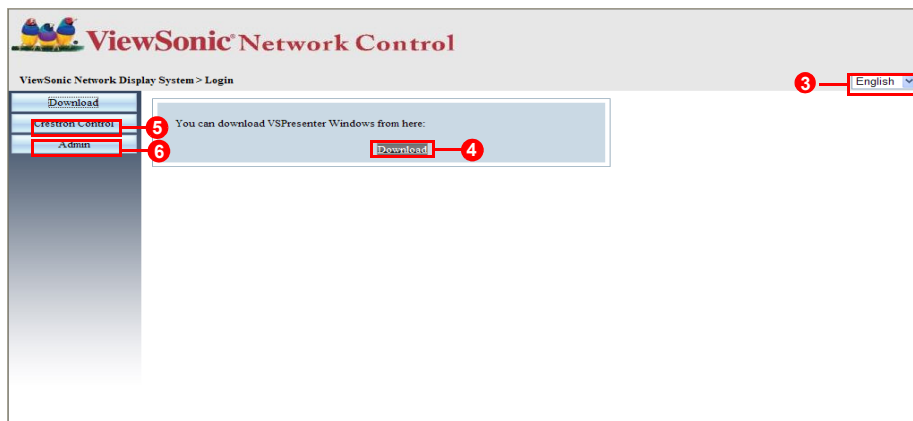 ViewSonic® Network Control
ViewSonic Network Display System > Login
3
English
Download
Crestron Control
5
You can download VSPresenter Windows from here:
Admin
6
Download
4